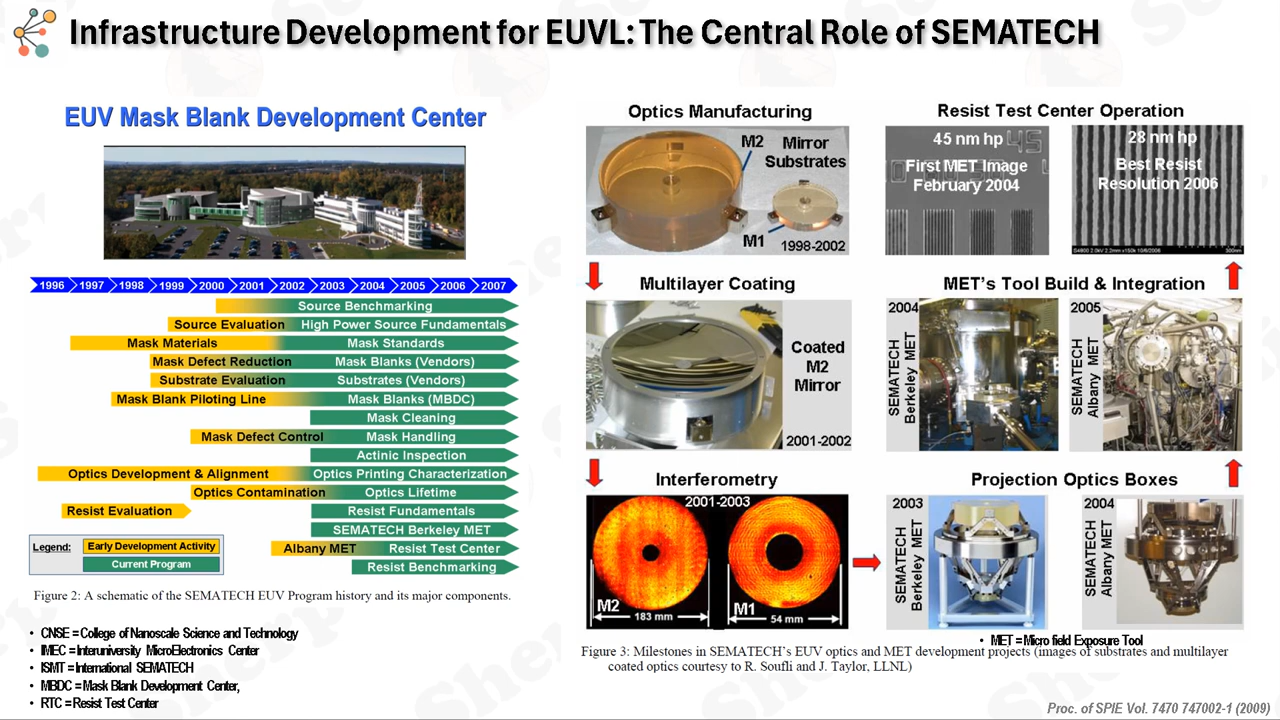 Infrastructure Development for EUVL: The Central Role of SEMATECH
EUV Mask Blank Development Center
1996 1997 1998 1999 2000 2001 2002 2003 2004 2005 2006 2007
Source Benchmarking
Source Evaluation High Power Source Fundamentals
Mask Materials Mask Standards
Mask Defect Reduction Mask Blanks (Vendors)
Substrate Evaluation Substrates (Vendors)
Mask Blank Piloting Line Mask Blanks (MBDC)
Mask Cleaning
Mask Defect Control Mask Handling
Actinic Inspection
Optics Development & Alignment Optics Printing Characterization
Optics Contamination Optics Lifetime
Resist Evaluation Resist Fundamentals
SEMATECH Berkeley MET
Albany MET Resist Test Center
Resist Benchmarking
Legend: Early Development Activity
Current Program
Figure 2: A schematic of the SEMATECH EUV Program history and its major components.
• CNSE = College of Nanoscale Science and Technology
• IMEC = Interuniversity MicroElectronics Center
• ISMT = International SEMATECH
• MBDC = Mask Blank Development Center,
• RTC = Resist Test Center
Optics Manufacturing
M2 Mirror
Substrates
M1
1998-2002
Multilayer Coating
Coated
M2
Mirror
2001-2002
Interferometry
2001-2003
M2
183 mm
M1
54 mm
Resist Test Center Operation
45 nm hp
45
First MET Image
February 2004
28 nm hp
Best Resist
Resolution 2006
300nm
MET's Tool Build & Integration
2004
SEMATECH
Berkeley MET
2005
SEMATECH
Albany MET
Projection Optics Boxes
2003
SEMATECH
Berkeley MET
2004
SEMATECH
Albany MET
• MET = Micro field Exposure Tool
Figure 3: Milestones in SEMATECH's EUV optics and MET development projects (images of substrates and multilayer
coated optics courtesy to R. Soufli and J. Taylor, LLNL)
Proc. of SPIE Vol. 7470 747002-1 (2009)